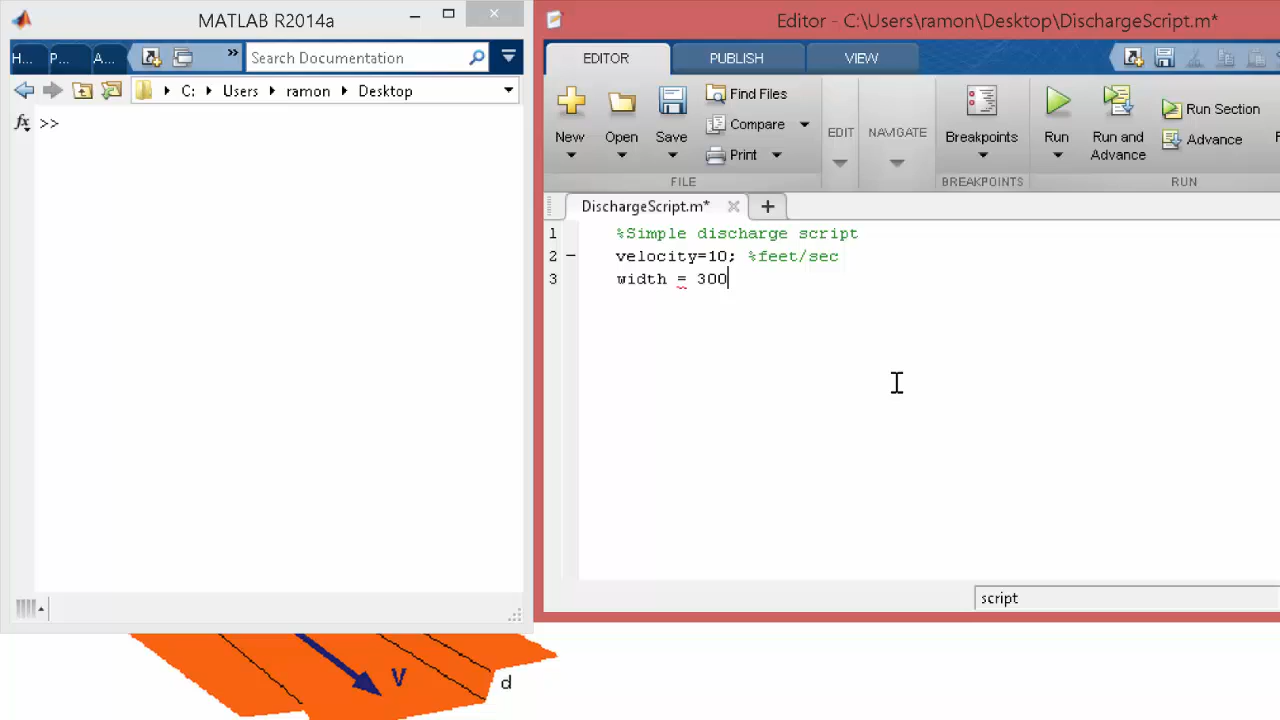 MATLAB R2014a
H... P... A... » Search Documentation
C: Users ramon Desktop
fx >>
V
d
Editor - C:\Users\ramon\Desktop\DischargeScript.m*
EDITOR PUBLISH VIEW
New Open Save Find Files Compare Print
EDIT NAVIGATE Breakpoints Run Run and Advance Run Section Advance
FILE BREAKPOINTS RUN
DischargeScript.m* × +
1 %Simple discharge script
2 – velocity=10; %feet/sec
3 width = 300
script